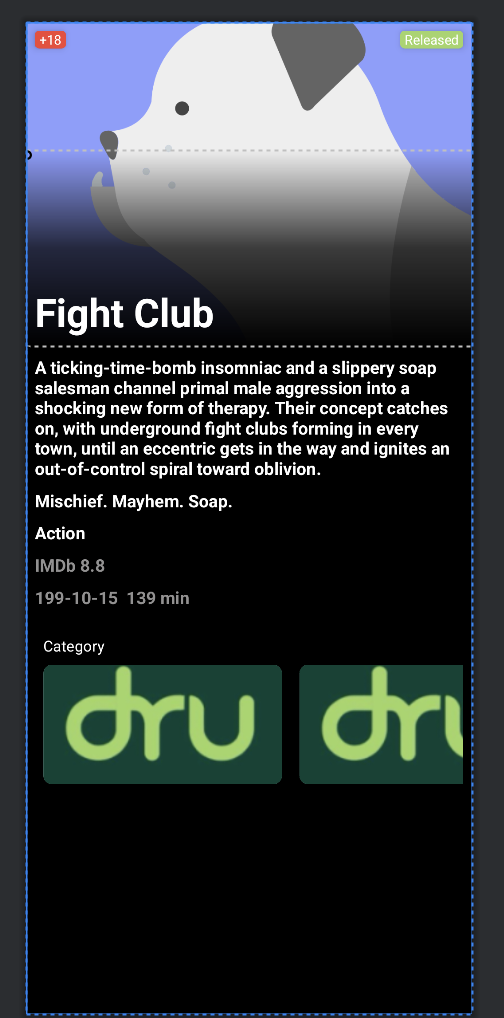 +18
Released
Fight Club
A ticking-time-bomb insomniac and a slippery soap
salesman channel primal male aggression into a
shocking new form of therapy. Their concept catches
on, with underground fight clubs forming in every
town, until an eccentric gets in the way and ignites an
out-of-control spiral toward oblivion.
Mischief. Mayhem. Soap.
Action
IMDb 8.8
199-10-15  139 min
Category
dru dru